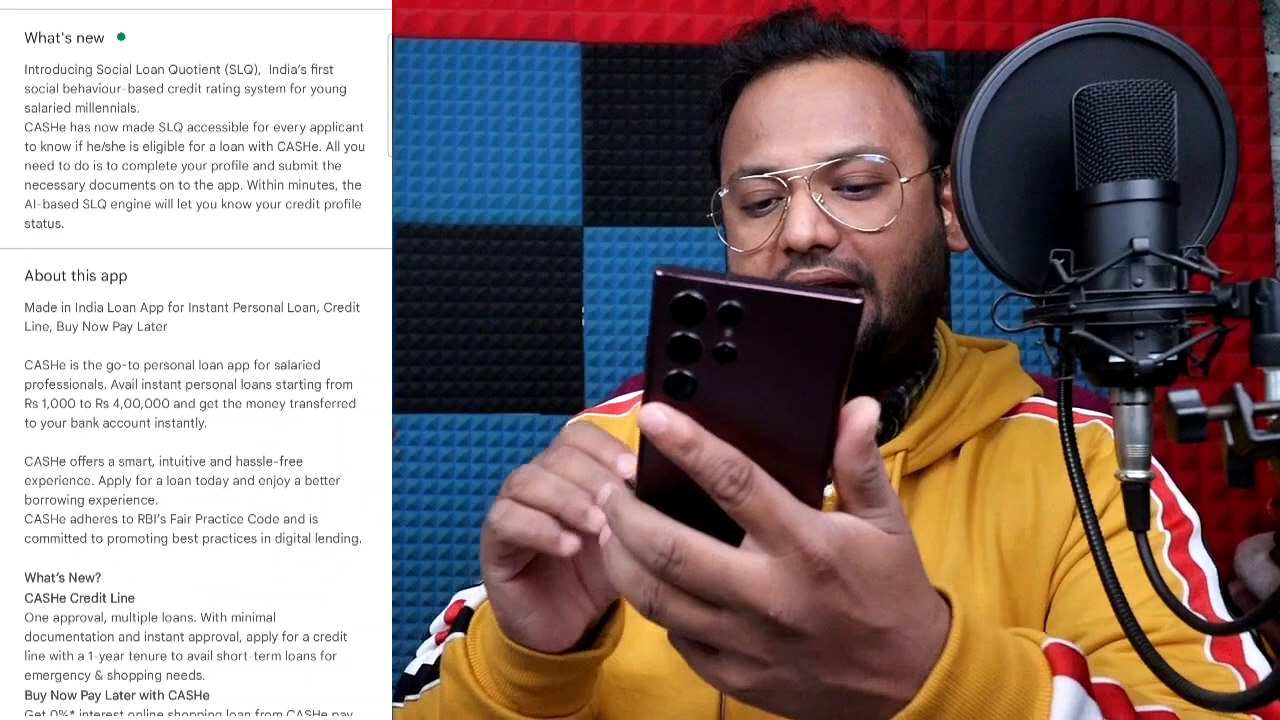 What's new
Introducing Social Loan Quotient (SLQ), India's first
social behaviour-based credit rating system for young
salaried millennials.
CASHe has now made SLQ accessible for every applicant
to know if he/she is eligible for a loan with CASHe. All you
need to do is to complete your profile and submit the
necessary documents on to the app. Within minutes, the
AI-based SLQ engine will let you know your credit profile
status.
About this app
Made in India Loan App for Instant Personal Loan, Credit
Line, Buy Now Pay Later
CASHe is the go-to personal loan app for salaried
professionals. Avail instant personal loans starting from
Rs 1,000 to Rs 4,00,000 and get the money transferred
to your bank account instantly.
CASHe offers a smart, intuitive and hassle-free
experience. Apply for a loan today and enjoy a better
borrowing experience.
CASHe adheres to RBI's Fair Practice Code and is
committed to promoting best practices in digital lending.
What's New?
CASHe Credit Line
One approval, multiple loans. With minimal
documentation and instant approval, apply for a credit
line with a 1-year tenure to avail short-term loans for
emergency & shopping needs.
Buy Now Pay Later with CASHe
Get 0%* interest online shopping loan from CASHe pay